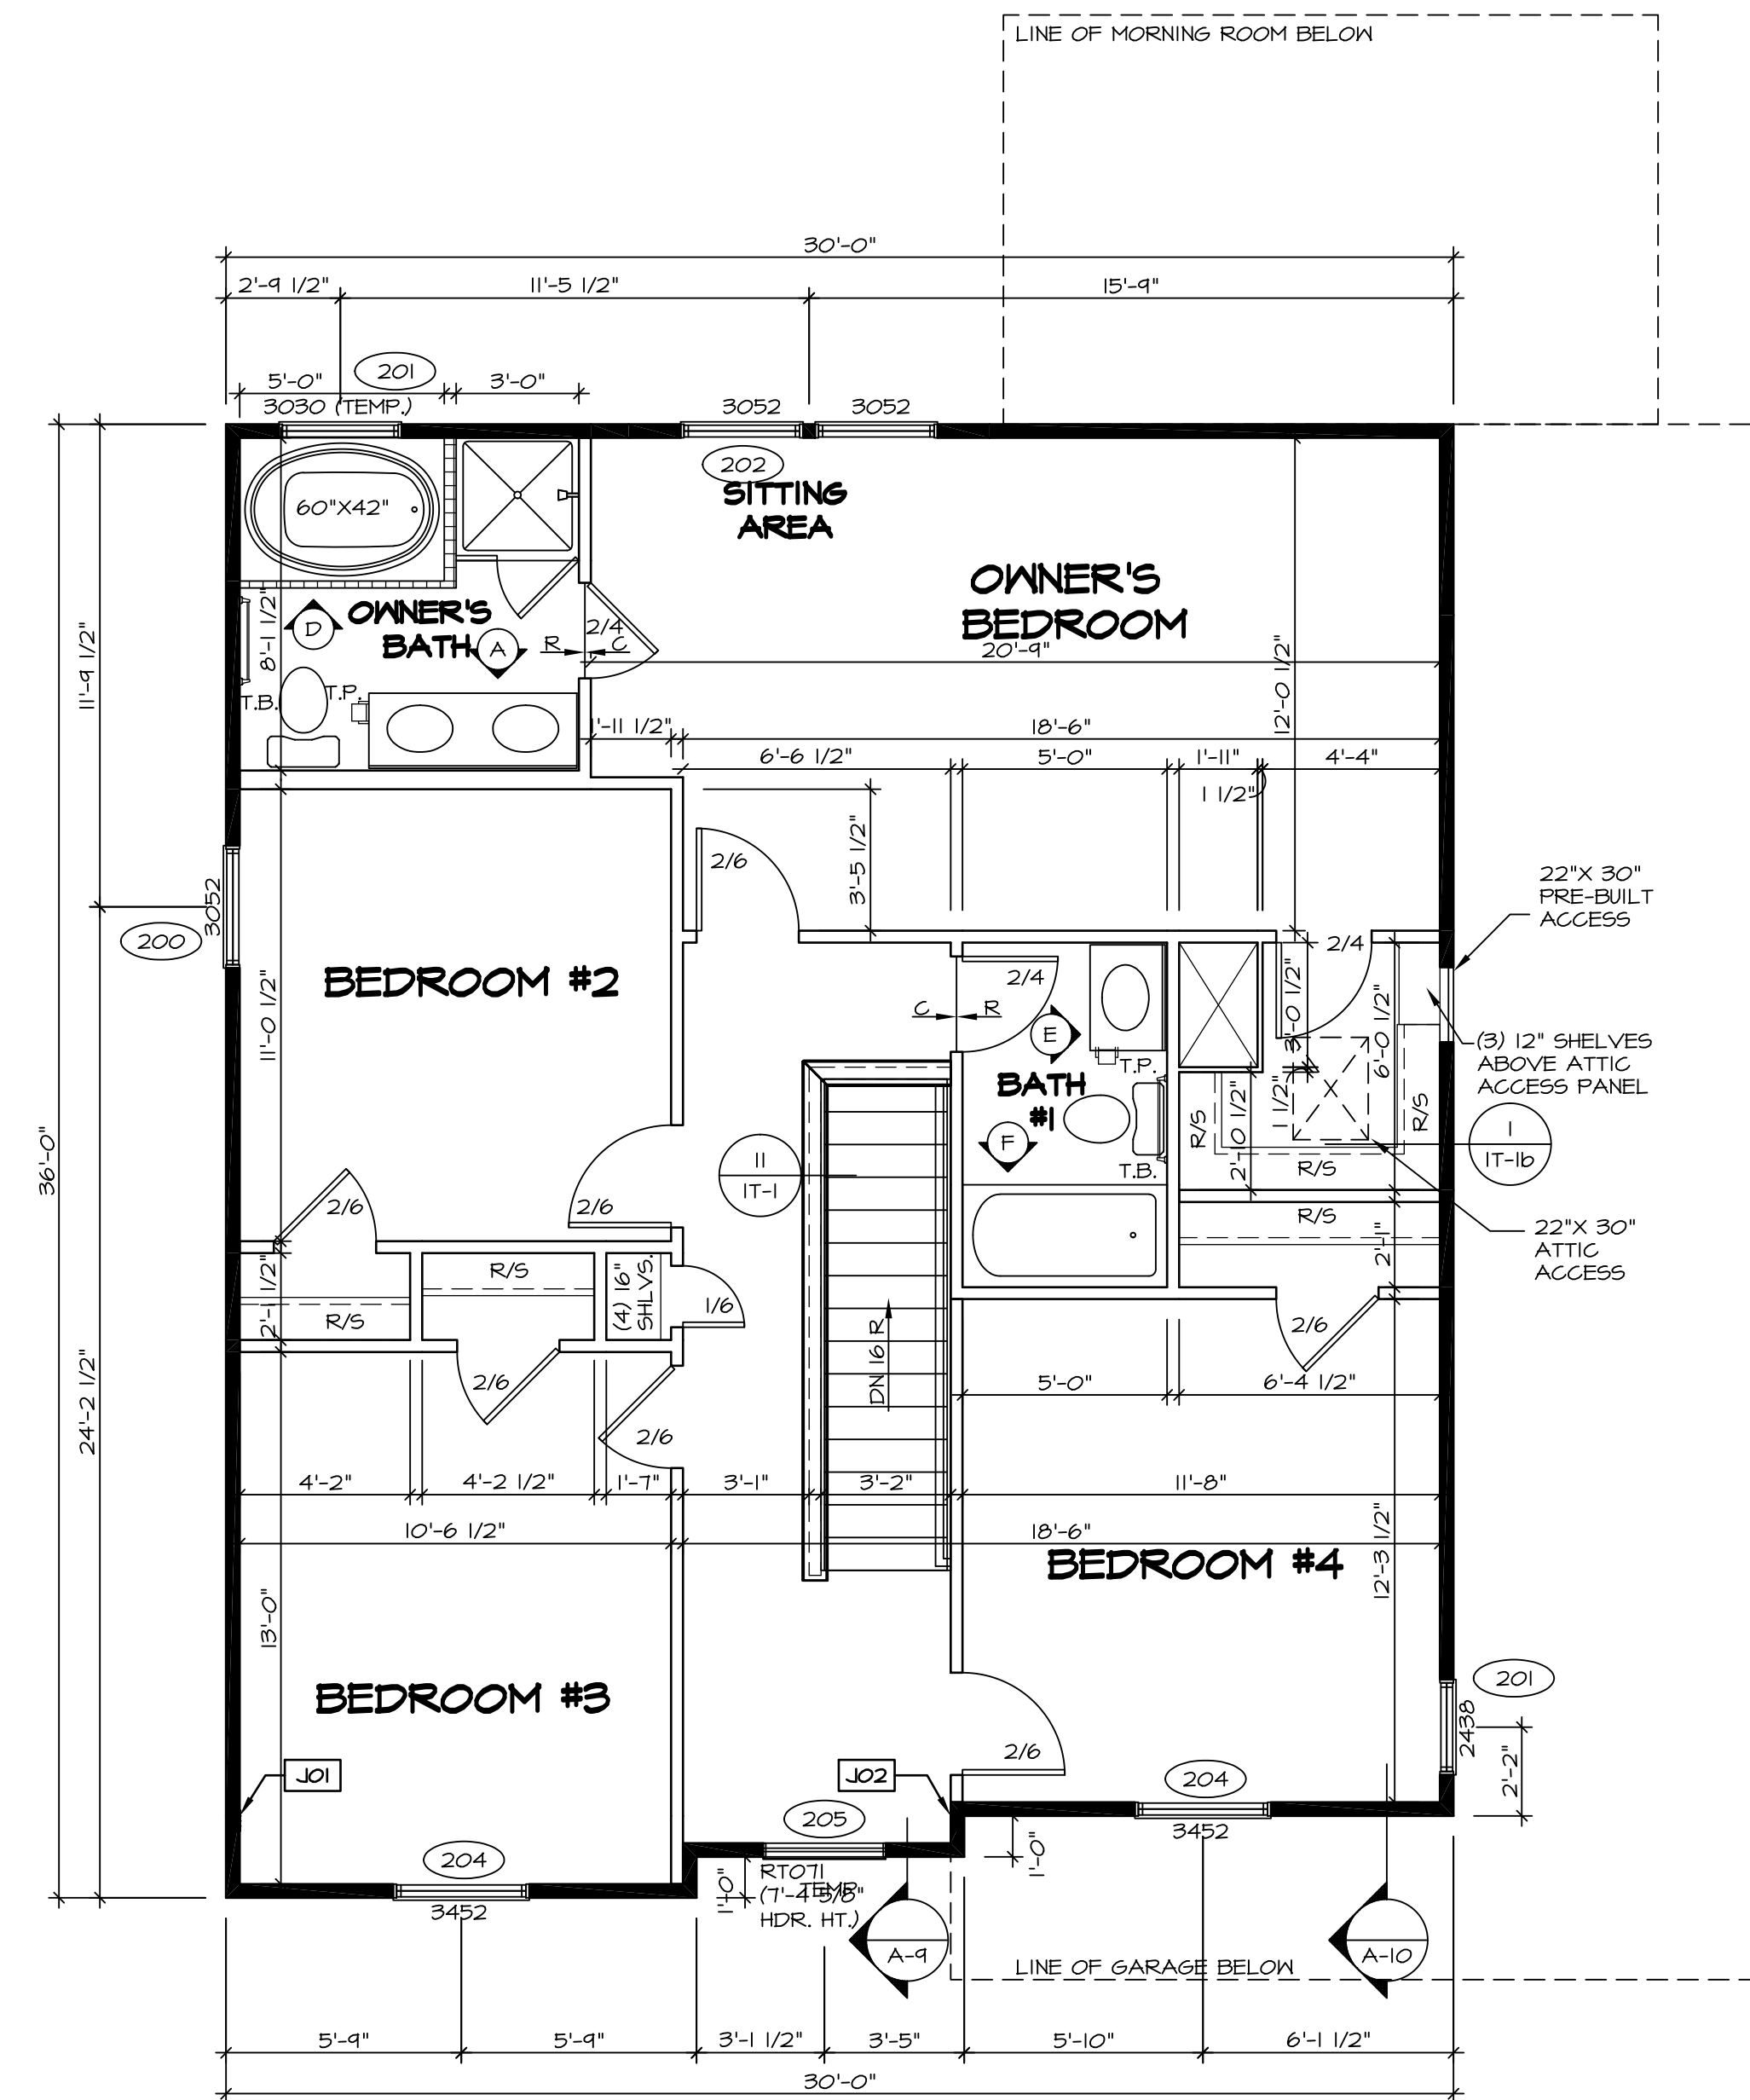 LINE OF MORNING ROOM BELOW
30'-0"
2'-9 1/2"
11'-5 1/2"
15'-9"
201
5'-0"
3'-0"
3030 (TEMP.)
3052
3052
202
SITTING
AREA
60"X42"
OWNER'S
BEDROOM
OWNER'S
BATH
D
A
2/4
R
C
20'-9"
8'-1 1/2"
12'-0 1/2"
11'-9 1/2"
T.B.
T.P.
1'-11 1/2"
18'-6"
6'-6 1/2"
5'-0"
1'-11"
4'-4"
1 1/2"
3'-5 1/2"
2/6
3052
200
22"X 30"
PRE-BUILT
ACCESS
2/4
BEDROOM #2
2/4
C
R
E
11'-0 1/2"
3'-0 1/2"
6'-0 1/2"
(3) 12" SHELVES
ABOVE ATTIC
ACCESS PANEL
T.P.
BATH
#1
F
1 1/2"
R/S
R/S
2'-10 1/2"
X
1
1T-1b
36'-0"
11
1T-1
T.B.
R/S
2/6
2/6
R/S
22"X 30"
ATTIC
ACCESS
2'-1"
2'-1 1/2"
R/S
R/S
(4) 16"
SHLVS.
1/6
2/6
DN 16 R
2/6
5'-0"
6'-4 1/2"
24'-2 1/2"
2/6
4'-2"
4'-2 1/2"
1'-7"
3'-1"
3'-2"
11'-8"
10'-6 1/2"
18'-6"
12'-3 1/2"
BEDROOM #4
13'-0"
BEDROOM #3
201
2438
2'-2"
J01
J02
2/6
204
205
204
3452
1'-0"
1'-0"
RT071
TEMP
(7'-4 5/8"
HDR. HT.)
3452
A-9
A-10
LINE OF GARAGE BELOW
5'-9"
5'-9"
3'-1 1/2"
3'-5"
5'-10"
6'-1 1/2"
30'-0"